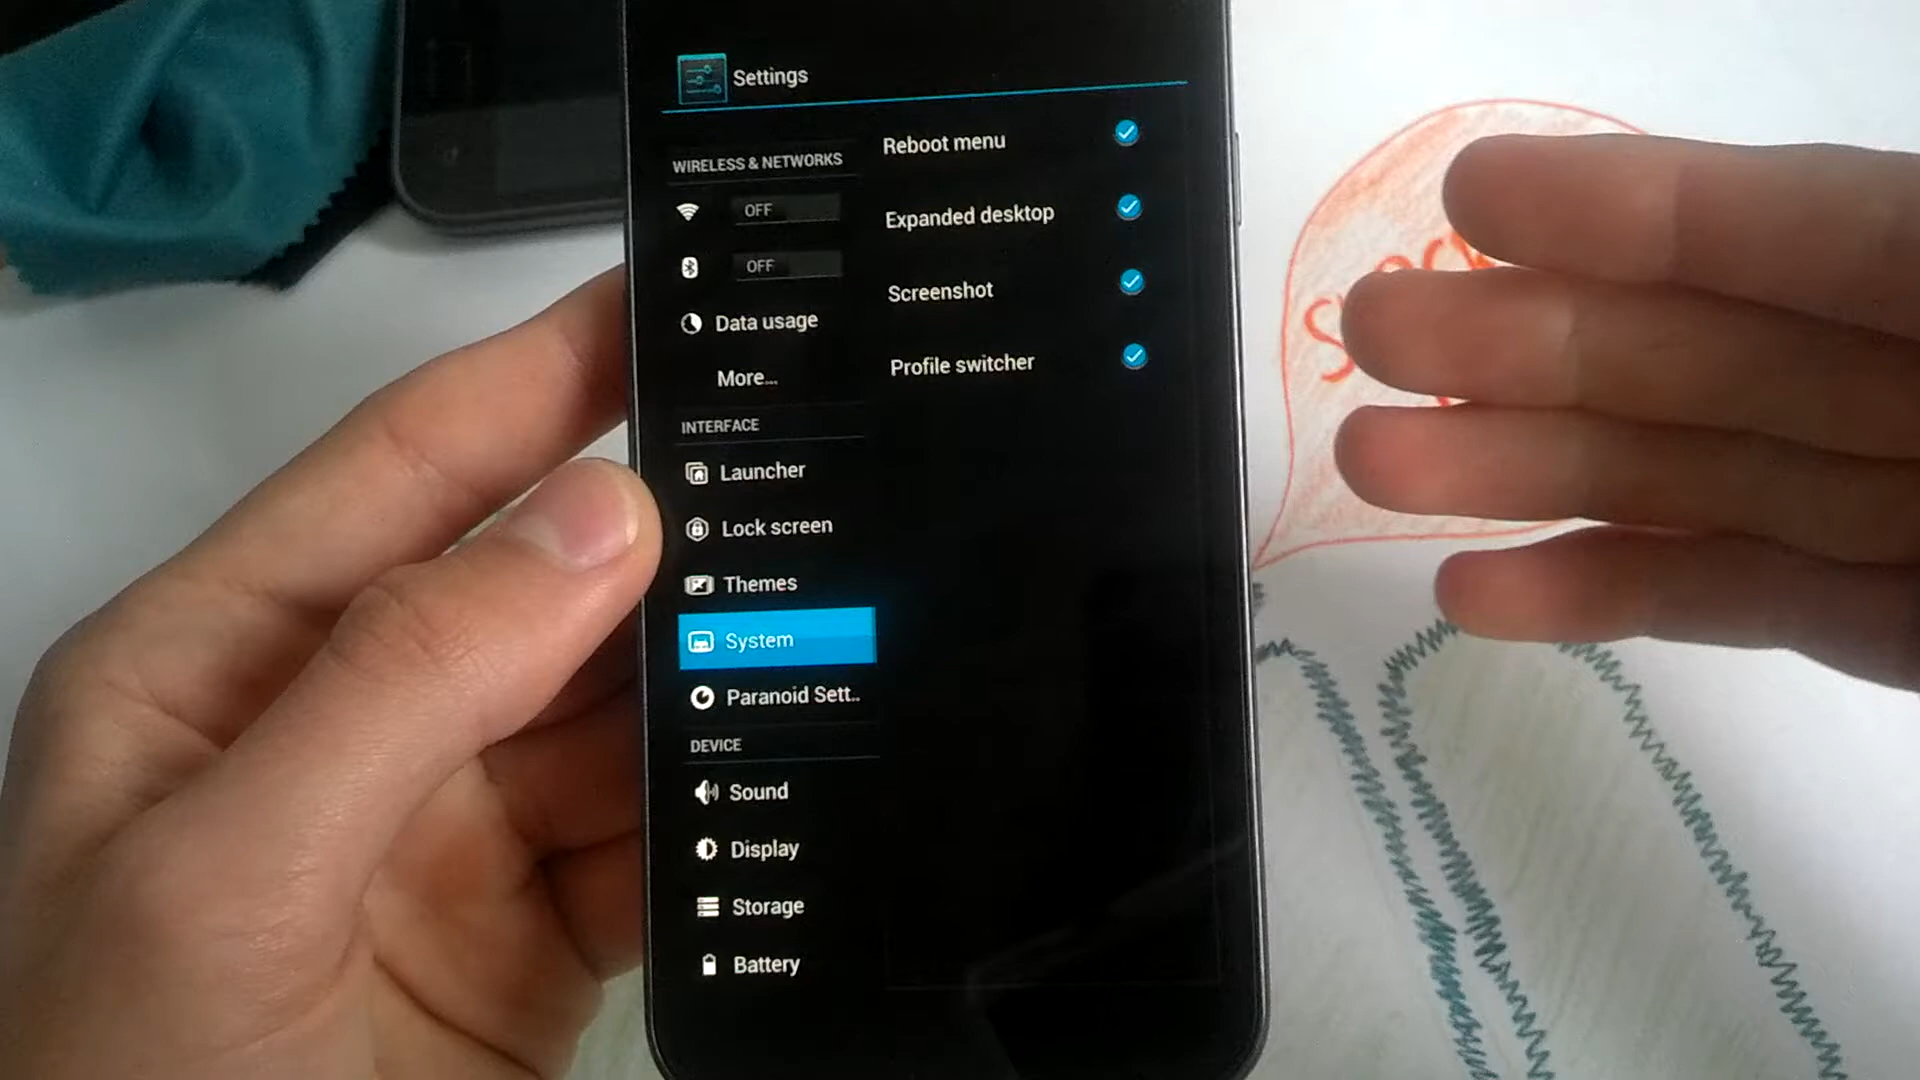 Settings
WIRELESS & NETWORKS
OFF
OFF
Data usage
More...
INTERFACE
Launcher
Lock screen
Themes
System
Paranoid Sett..
DEVICE
Sound
Display
Storage
Battery
Reboot menu
Expanded desktop
Screenshot
Profile switcher